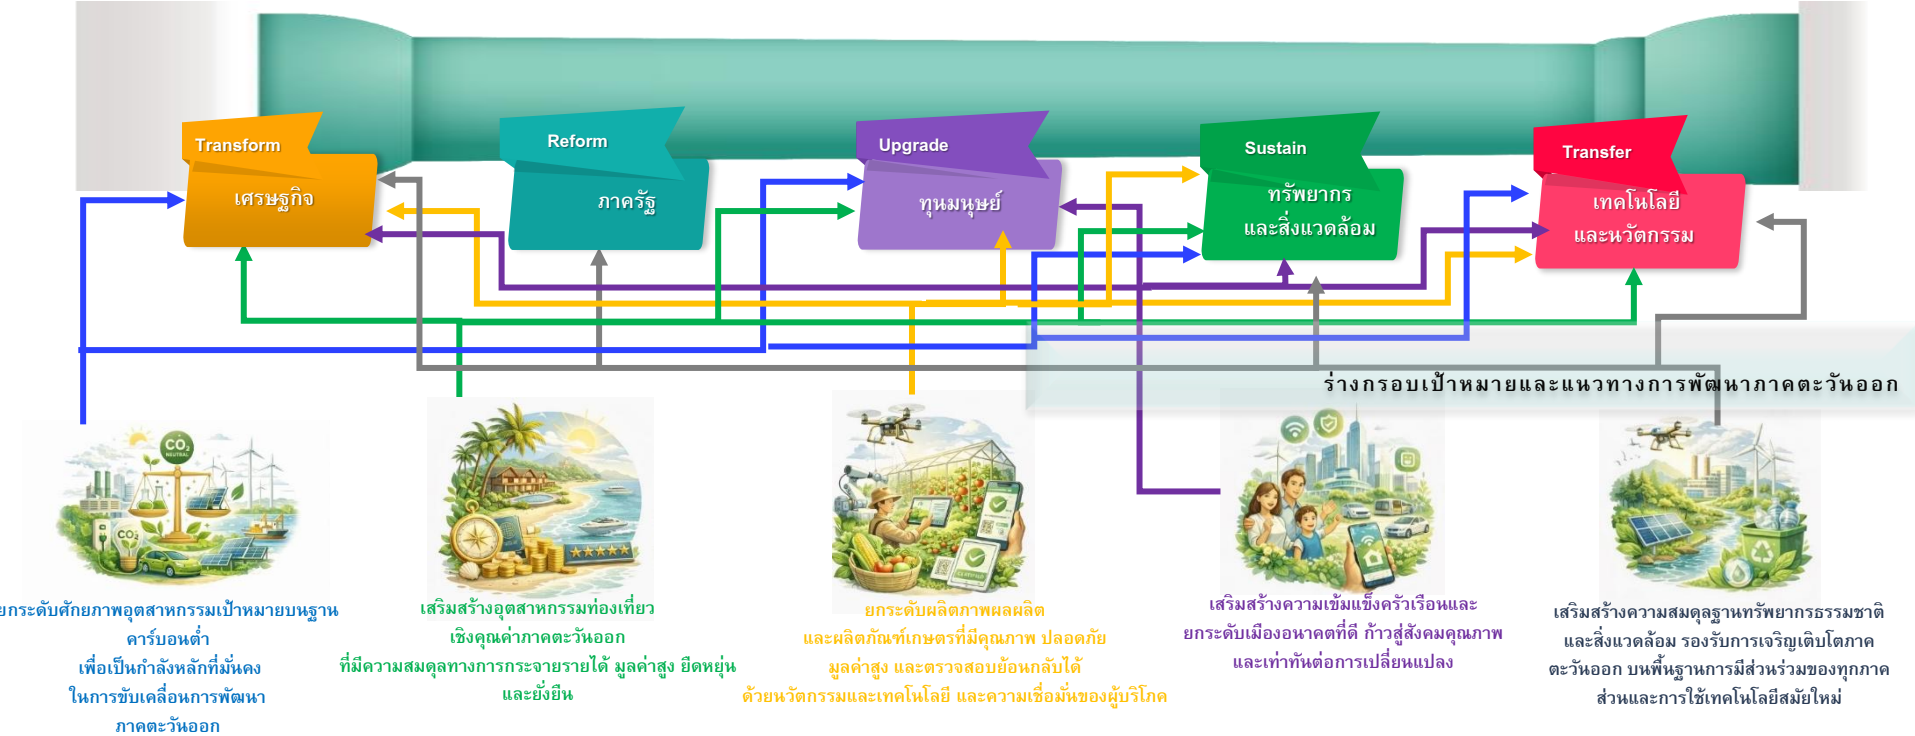 Transform
เศรษฐกิจ
Reform
ภาครัฐ
Upgrade
ทุนมนุษย์
Sustain
ทรัพยากร
และสิ่งแวดล้อม
Transfer
เทคโนโลยี
และนวัตกรรม
ร่างกรอบเป้าหมายและแนวทางการพัฒนาภาคตะวันออก
CO2
NEUTRAL
CO2
ยกระดับศักยภาพอุตสาหกรรมเป้าหมายบนฐาน
คาร์บอนต่ำ
เพื่อเป็นกำลังหลักที่มั่นคง
ในการขับเคลื่อนการพัฒนา
ภาคตะวันออก
เสริมสร้างอุตสาหกรรมท่องเที่ยว
เชิงคุณค่าภาคตะวันออก
ที่มีความสมดุลทางการกระจายรายได้ มูลค่าสูง ยืดหยุ่น
และยั่งยืน
ยกระดับผลิตภาพผลผลิต
และผลิตภัณฑ์เกษตรที่มีคุณภาพ ปลอดภัย
มูลค่าสูง และตรวจสอบย้อนกลับได้
ด้วยนวัตกรรมและเทคโนโลยี และความเชื่อมั่นของผู้บริโภค
เสริมสร้างความเข้มแข็งครัวเรือนและ
ยกระดับเมืองอนาคตที่ดี ก้าวสู่สังคมคุณภาพ
และเท่าทันต่อการเปลี่ยนแปลง
เสริมสร้างความสมดุลฐานทรัพยากรธรรมชาติ
และสิ่งแวดล้อม รองรับการเจริญเติบโตภาค
ตะวันออก บนพื้นฐานการมีส่วนร่วมของทุกภาค
ส่วนและการใช้เทคโนโลยีสมัยใหม่